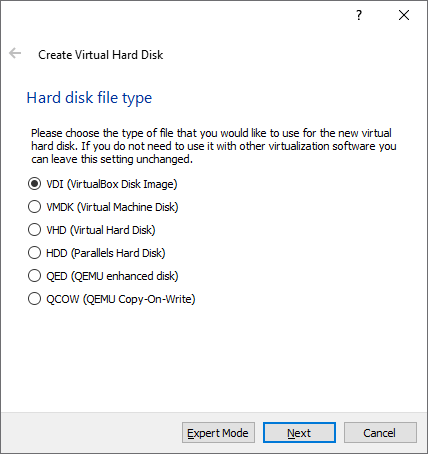 ?
Create Virtual Hard Disk
Hard disk file type
Please choose the type of file that you would like to use for the new virtual
hard disk. If you do not need to use it with other virtualization software you
can leave this setting unchanged.
VDI (VirtualBox Disk Image)
VMDK (Virtual Machine Disk)
VHD (Virtual Hard Disk)
HDD (Parallels Hard Disk)
QED (QEMU enhanced disk)
QCOW (QEMU Copy-On-Write)
Expert Mode Next Cancel